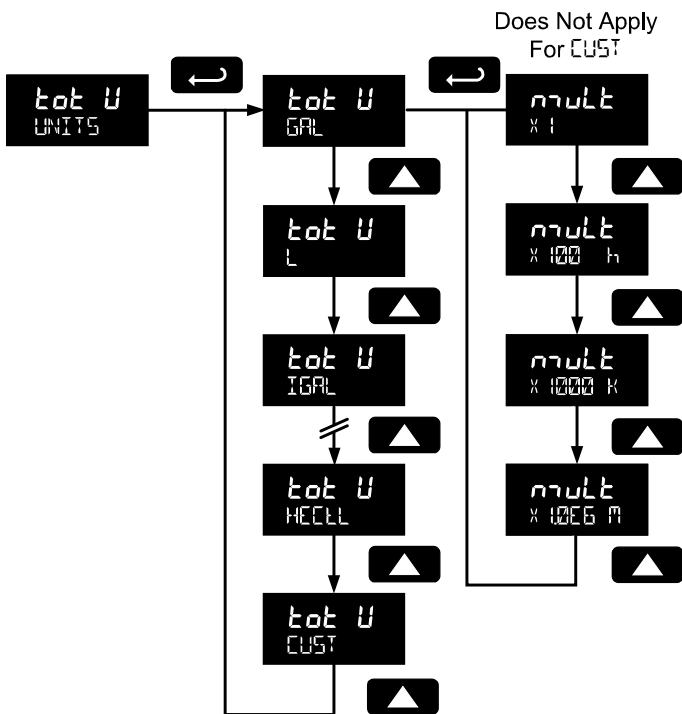 Does Not Apply
For CUST
tot U
UNITS
tot U
GAL
mult
X 1
tot U
L
mult
X 100 h
tot U
IGAL
mult
X 1000 K
tot U
HECtL
mult
X 1.0E6 M
tot U
CUST